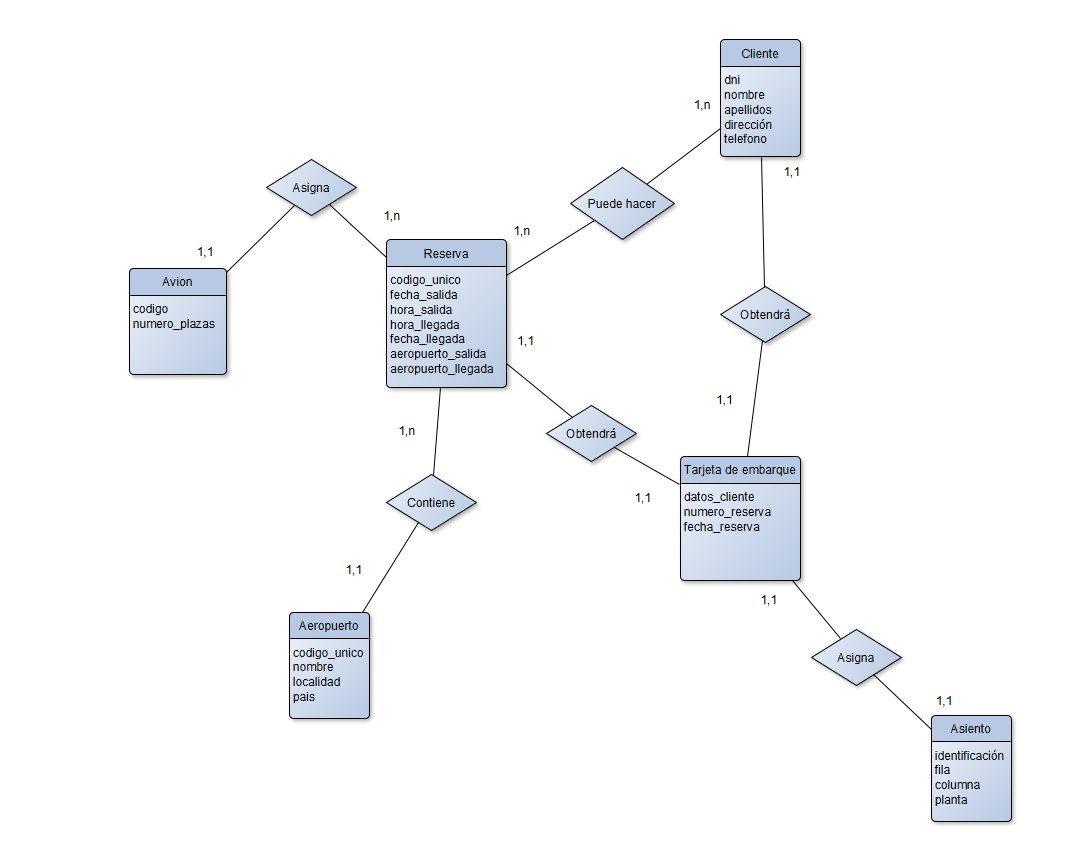 Cliente
dni
nombre
apellidos
dirección
telefono
1,n
1,1
Asigna
Puede hacer
1,n
1,n
1,1
Avion
codigo
numero_plazas
Reserva
codigo_unico
fecha_salida
hora_salida
hora_llegada
fecha_llegada
aeropuerto_salida
aeropuerto_llegada
Obtendrá
1,1
1,1
1,n
Obtendrá
Tarjeta de embarque
datos_cliente
numero_reserva
fecha_reserva
1,1
Contiene
1,1
1,1
Aeropuerto
codigo_unico
nombre
localidad
pais
Asigna
1,1
Asiento
identificación
fila
columna
planta